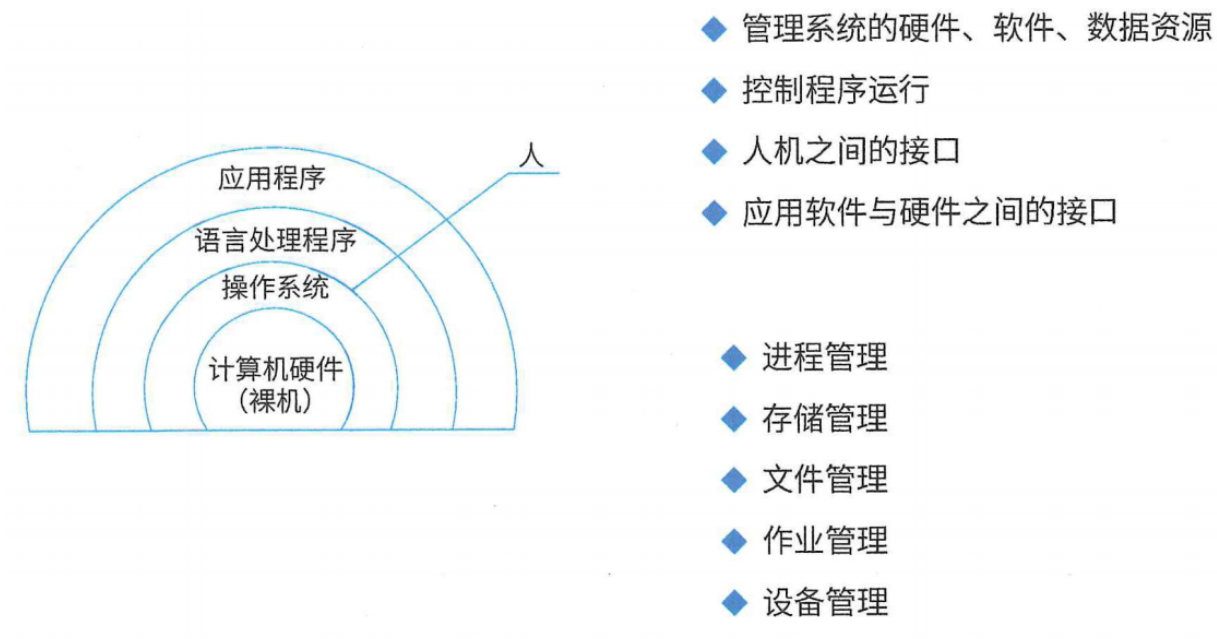 人
应用程序
语言处理程序
操作系统
计算机硬件
（裸机）
管理系统的硬件、软件、数据资源
控制程序运行
人机之间的接口
应用软件与硬件之间的接口
进程管理
存储管理
文件管理
作业管理
设备管理